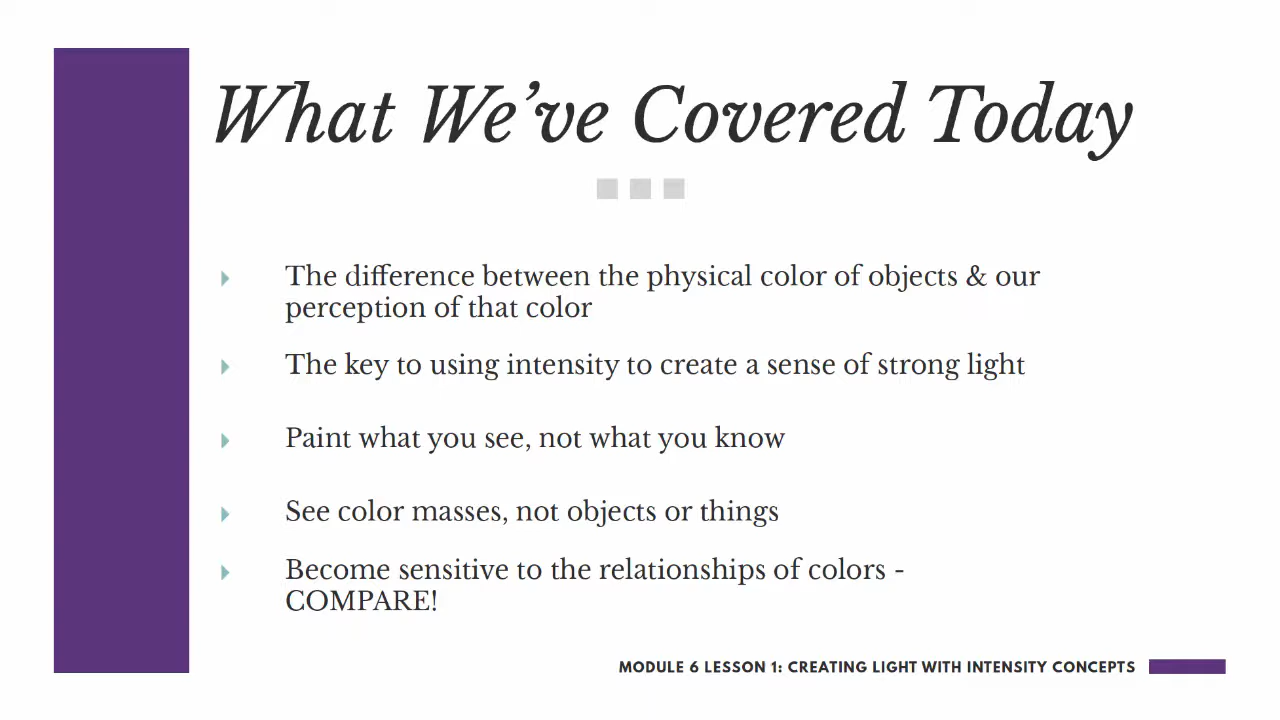 What We’ve Covered Today
The difference between the physical color of objects & our
perception of that color
The key to using intensity to create a sense of strong light
Paint what you see, not what you know
See color masses, not objects or things
Become sensitive to the relationships of colors -
COMPARE!
MODULE 6 LESSON 1: CREATING LIGHT WITH INTENSITY CONCEPTS